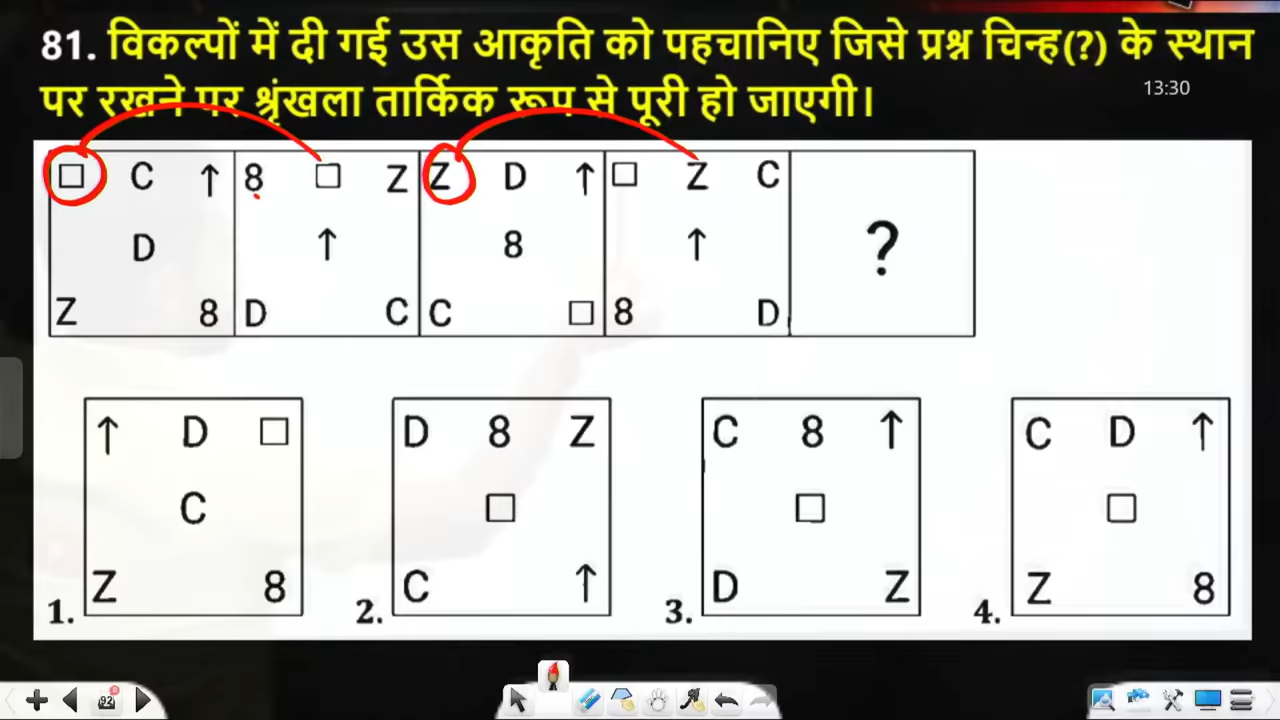 81. विकल्पों में दी गई उस आकृति को पहचानिए जिसे प्रश्न चिन्ह(?) के स्थान
पर रखने पर श्रृंखला तार्किक रूप से पूरी हो जाएगी।
13:30
□ C ↑ 8 □ Z Z D ↑ □ Z C
D ↑ 8 ↑ ?
Z 8 D C C □ 8 D
↑ D □ D 8 Z C 8 ↑ C D ↑
C □ □ □
Z 8 C ↑ D Z Z 8
1. 2. 3. 4.
92